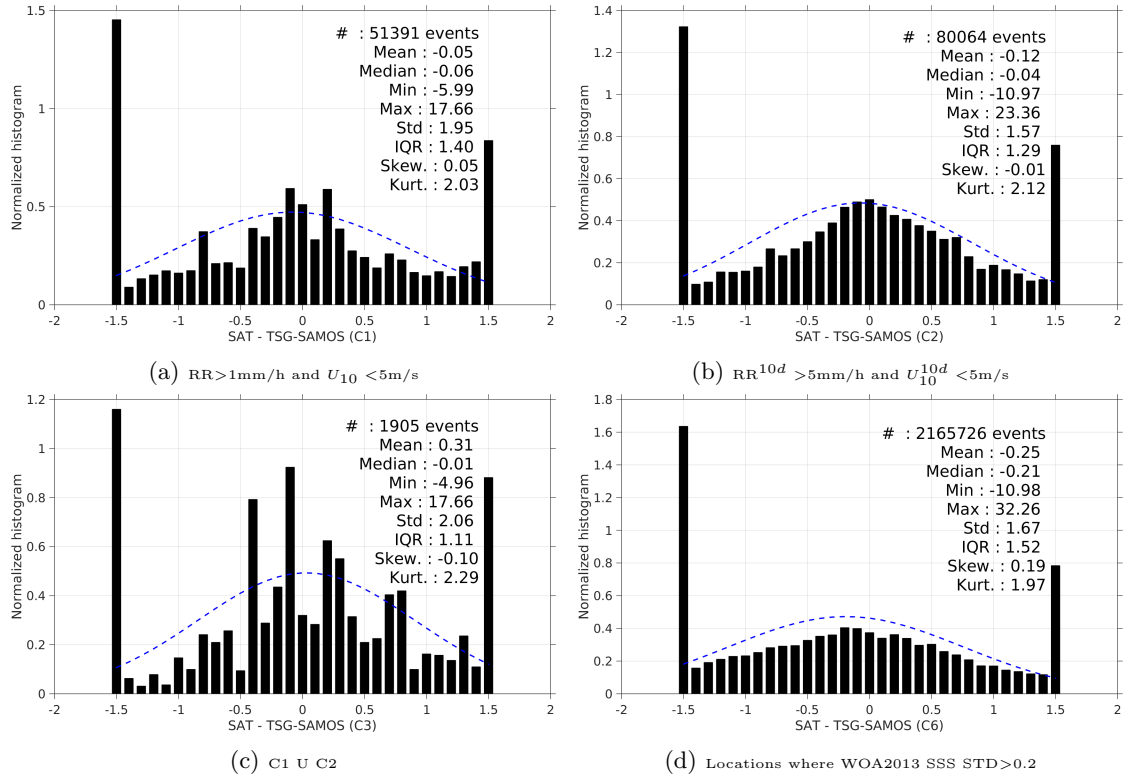 1.5
1
0.5
0
Normalized histogram
# : 51391 events
Mean : -0.05
Median : -0.06
Min : -5.99
Max : 17.66
Std : 1.95
IQR : 1.40
Skew. : 0.05
Kurt. : 2.03
-2 -1.5 -1 -0.5 0 0.5 1 1.5 2
SAT - TSG-SAMOS (C1)
(a) RR>1mm/h and U10 <5m/s
1.4
1.2
1
0.8
0.6
0.4
0.2
0
Normalized histogram
# : 80064 events
Mean : -0.12
Median : -0.04
Min : -10.97
Max : 23.36
Std : 1.57
IQR : 1.29
Skew. : -0.01
Kurt. : 2.12
-2 -1.5 -1 -0.5 0 0.5 1 1.5 2
SAT - TSG-SAMOS (C2)
(b) RR10d >5mm/h and U10d10 <5m/s
1.2
1
0.8
0.6
0.4
0.2
0
Normalized histogram
# : 1905 events
Mean : 0.31
Median : -0.01
Min : -4.96
Max : 17.66
Std : 2.06
IQR : 1.11
Skew. : -0.10
Kurt. : 2.29
-2 -1.5 -1 -0.5 0 0.5 1 1.5 2
SAT - TSG-SAMOS (C3)
(c) C1 U C2
1.8
1.6
1.4
1.2
1
0.8
0.6
0.4
0.2
0
Normalized histogram
# : 2165726 events
Mean : -0.25
Median : -0.21
Min : -10.98
Max : 32.26
Std : 1.67
IQR : 1.52
Skew. : 0.19
Kurt. : 1.97
-2 -1.5 -1 -0.5 0 0.5 1 1.5 2
SAT - TSG-SAMOS (C6)
(d) Locations where WOA2013 SSS STD>0.2